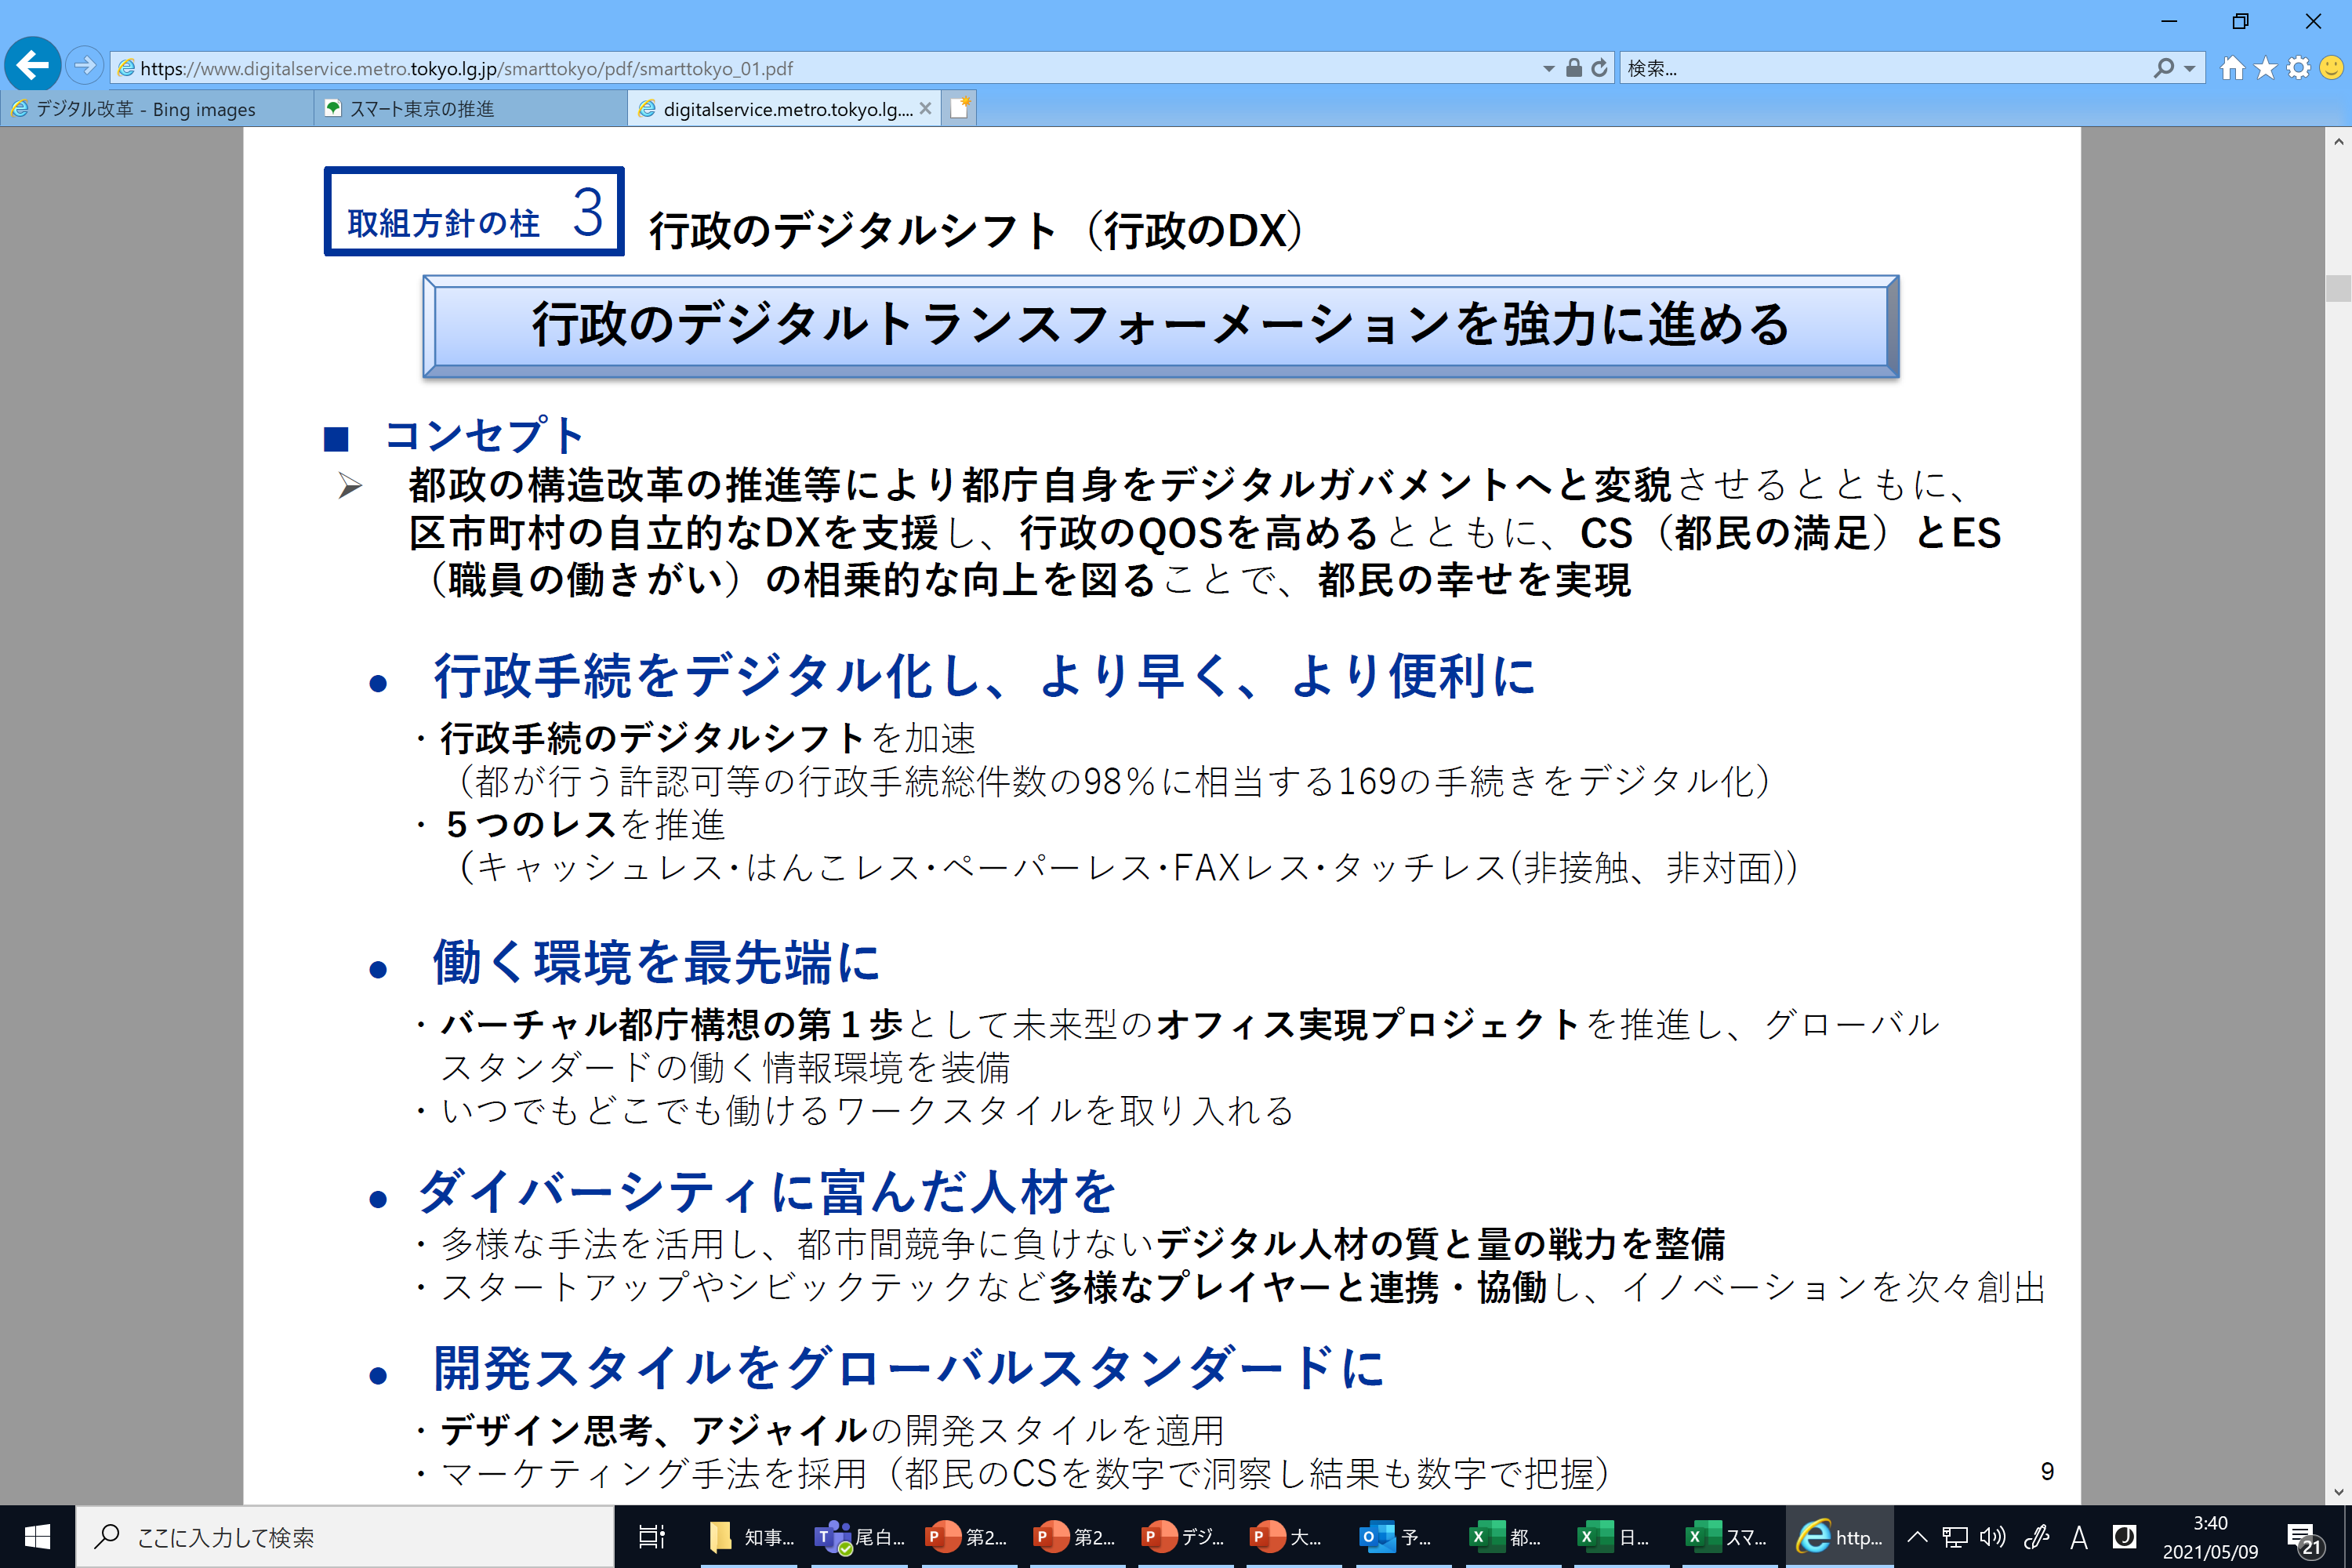 https://www.digitalservice.metro.tokyo.lg.jp/smarttokyo/pdf/smarttokyo_01.pdf
検索...
デジタル改革 - Bing images
スマート東京の推進
digitalservice.metro.tokyo.lg....
取組方針の柱 3
行政のデジタルシフト（行政のDX）
行政のデジタルトランスフォーメーションを強力に進める
■ コンセプト
➢ 都政の構造改革の推進等により都庁自身をデジタルガバメントへと変貌させるとともに、
区市町村の自立的なDXを支援し、行政のQOSを高めるとともに、CS（都民の満足）とES
（職員の働きがい）の相乗的な向上を図ることで、都民の幸せを実現
● 行政手続をデジタル化し、より早く、より便利に
・行政手続のデジタルシフトを加速
（都が行う許認可等の行政手続総件数の98％に相当する169の手続きをデジタル化）
・５つのレスを推進
（キャッシュレス･はんこレス･ペーパーレス･FAXレス･タッチレス(非接触、非対面)）
● 働く環境を最先端に
・バーチャル都庁構想の第１歩として未来型のオフィス実現プロジェクトを推進し、グローバル
スタンダードの働く情報環境を装備
・いつでもどこでも働けるワークスタイルを取り入れる
● ダイバーシティに富んだ人材を
・多様な手法を活用し、都市間競争に負けないデジタル人材の質と量の戦力を整備
・スタートアップやシビックテックなど多様なプレイヤーと連携・協働し、イノベーションを次々創出
● 開発スタイルをグローバルスタンダードに
・デザイン思考、アジャイルの開発スタイルを適用
・マーケティング手法を採用（都民のCSを数字で洞察し結果も数字で把握）
9
ここに入力して検索
知事...
尾白...
第2...
第2...
デジ...
大...
予...
都...
日...
スマ...
http...
A
3:40
2021/05/09
21